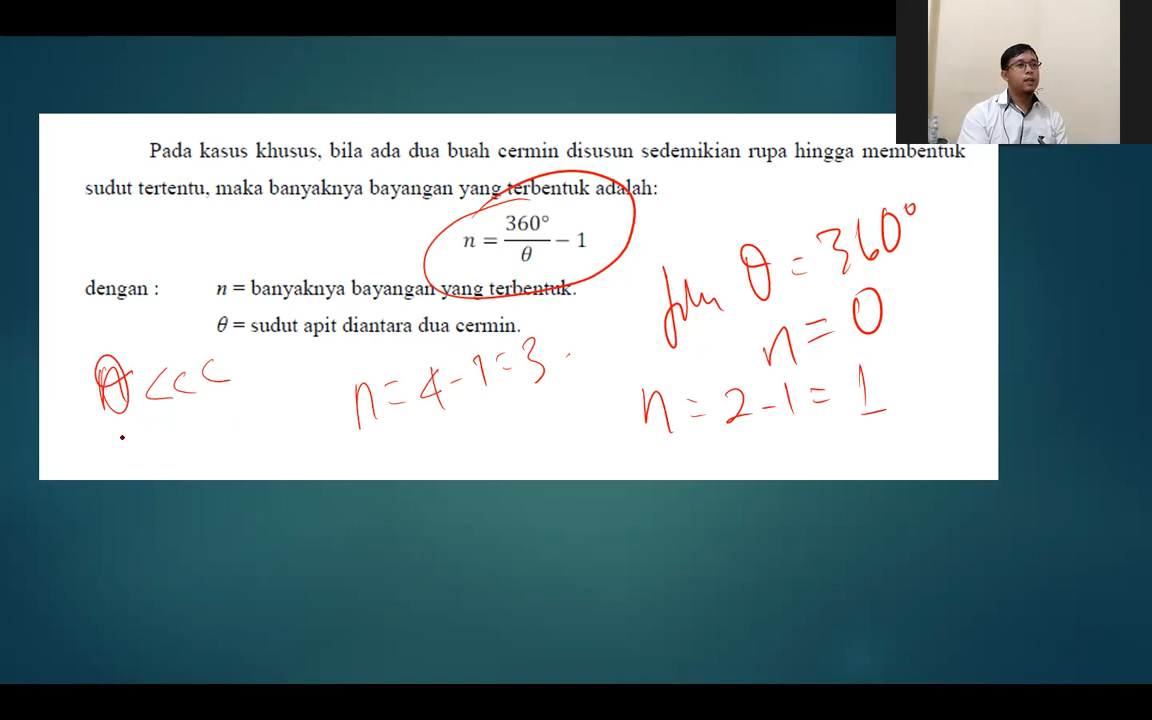 Pada kasus khusus, bila ada dua buah cermin disusun sedemikian rupa hingga membentuk
sudut tertentu, maka banyaknya bayangan yang terbentuk adalah:
n = 360° / θ − 1
dengan : n = banyaknya bayangan yang terbentuk.
θ = sudut apit diantara dua cermin.
θ = 360°
n = 0
θ <<<
n = 4 - 1 = 3
n = 2 - 1 = 1